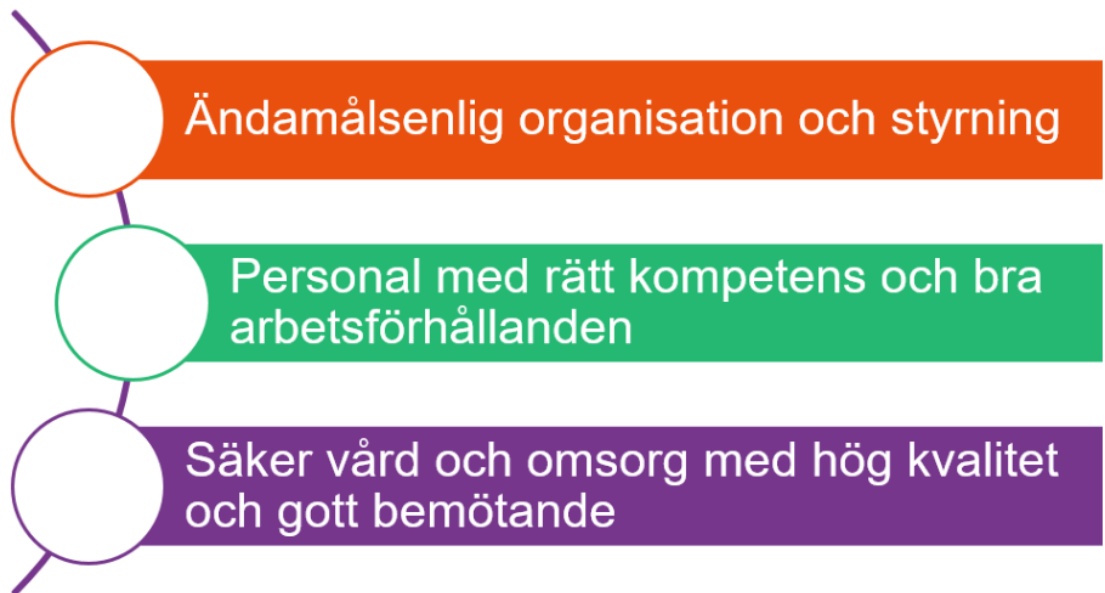 Ändamålsenlig organisation och styrning
Personal med rätt kompetens och bra
arbetsförhållanden
Säker vård och omsorg med hög kvalitet
och gott bemötande